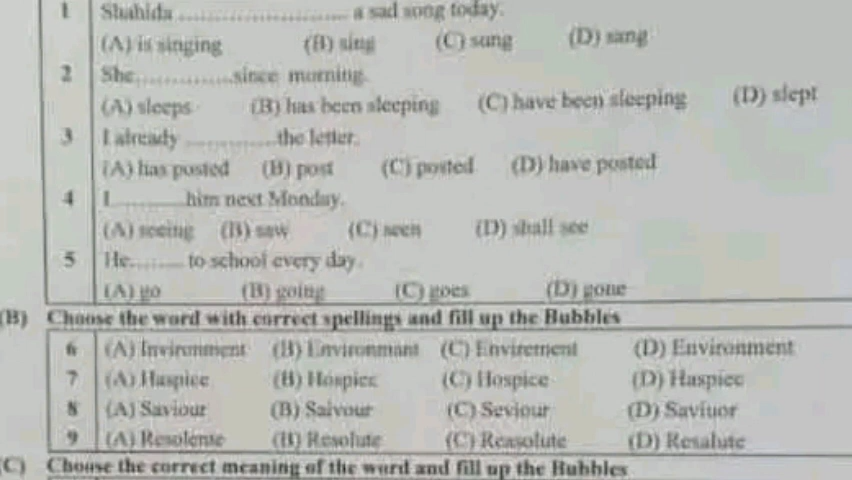 1 Shahida ........................ a sad song today.
(A) is singing (B) sing (C) sung (D) sang
2 She..............since morning.
(A) sleeps (B) has been sleeping (C) have been sleeping (D) slept
3 I already .............the letter.
(A) has posted (B) post (C) posted (D) have posted
4 I...........him next Monday.
(A) seeing (B) saw (C) seen (D) shall see
5 He........ to school every day.
(A) go (B) going (C) goes (D) gone
(B) Choose the word with correct spellings and fill up the Bubbles
6 (A) Invironment (B) Environmant (C) Envirement (D) Environment
7 (A) Haspice (B) Hospiec (C) Hospice (D) Haspiec
8 (A) Saviour (B) Saivour (C) Seviour (D) Saviuor
9 (A) Resolente (B) Resolute (C) Reasolute (D) Resalute
(C) Choose the correct meaning of the word and fill up the Bubbles